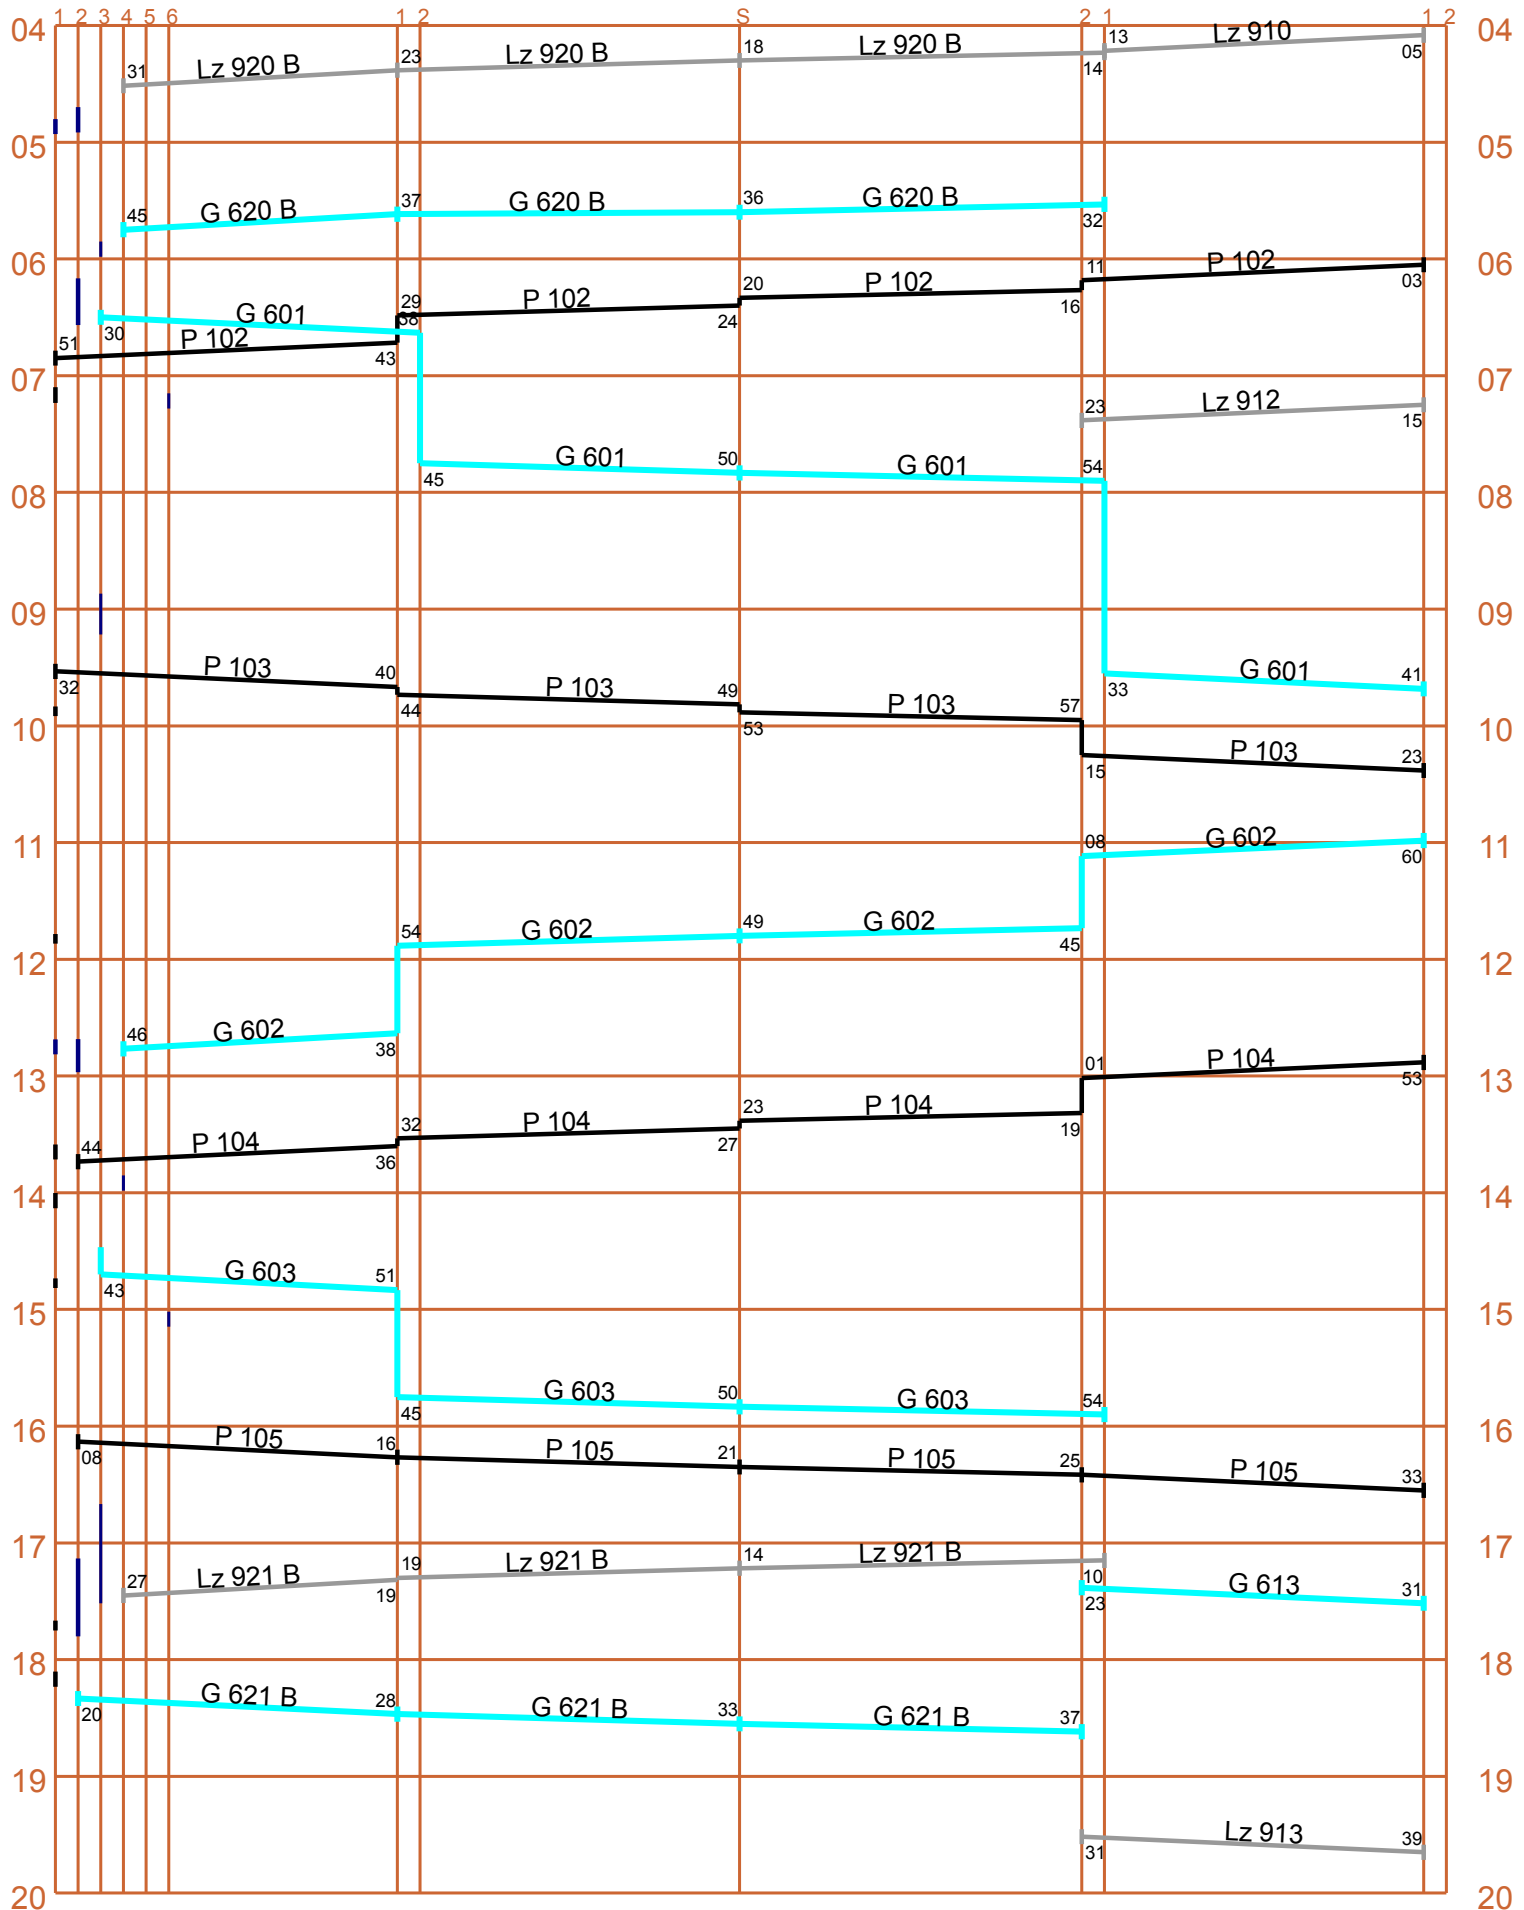 1 2 3 4 5 6 1 2 S 2 1 1 2
04 04
13 Lz 910 05
31 Lz 920 B 23 Lz 920 B 18 Lz 920 B 14
05 05
45 G 620 B 37 G 620 B 36 G 620 B 32
06 06
11 P 102 03
29 P 102 20 P 102 16
30 G 601 38 24
51 P 102 43
07 07
23 Lz 912 15
45 G 601 50 G 601 54
08 08
09 09
32 P 103 40 P 103 49 P 103 57
44 53
33 G 601 41
10 10
15 P 103 23
11 11
08 G 602 60
54 G 602 49 G 602 45
12 12
46 G 602 38
13 13
01 P 104 53
44 P 104 32 P 104 23 P 104 19
36 27
14 14
43 G 603 51
15 15
45 G 603 50 G 603 54
16 16
08 P 105 16 P 105 21 P 105 25 P 105 33
17 17
27 Lz 921 B 19 Lz 921 B 14 Lz 921 B 10
19
23 G 613 31
18 18
20 G 621 B 28 G 621 B 33 G 621 B 37
19 19
31 Lz 913 39
20 20